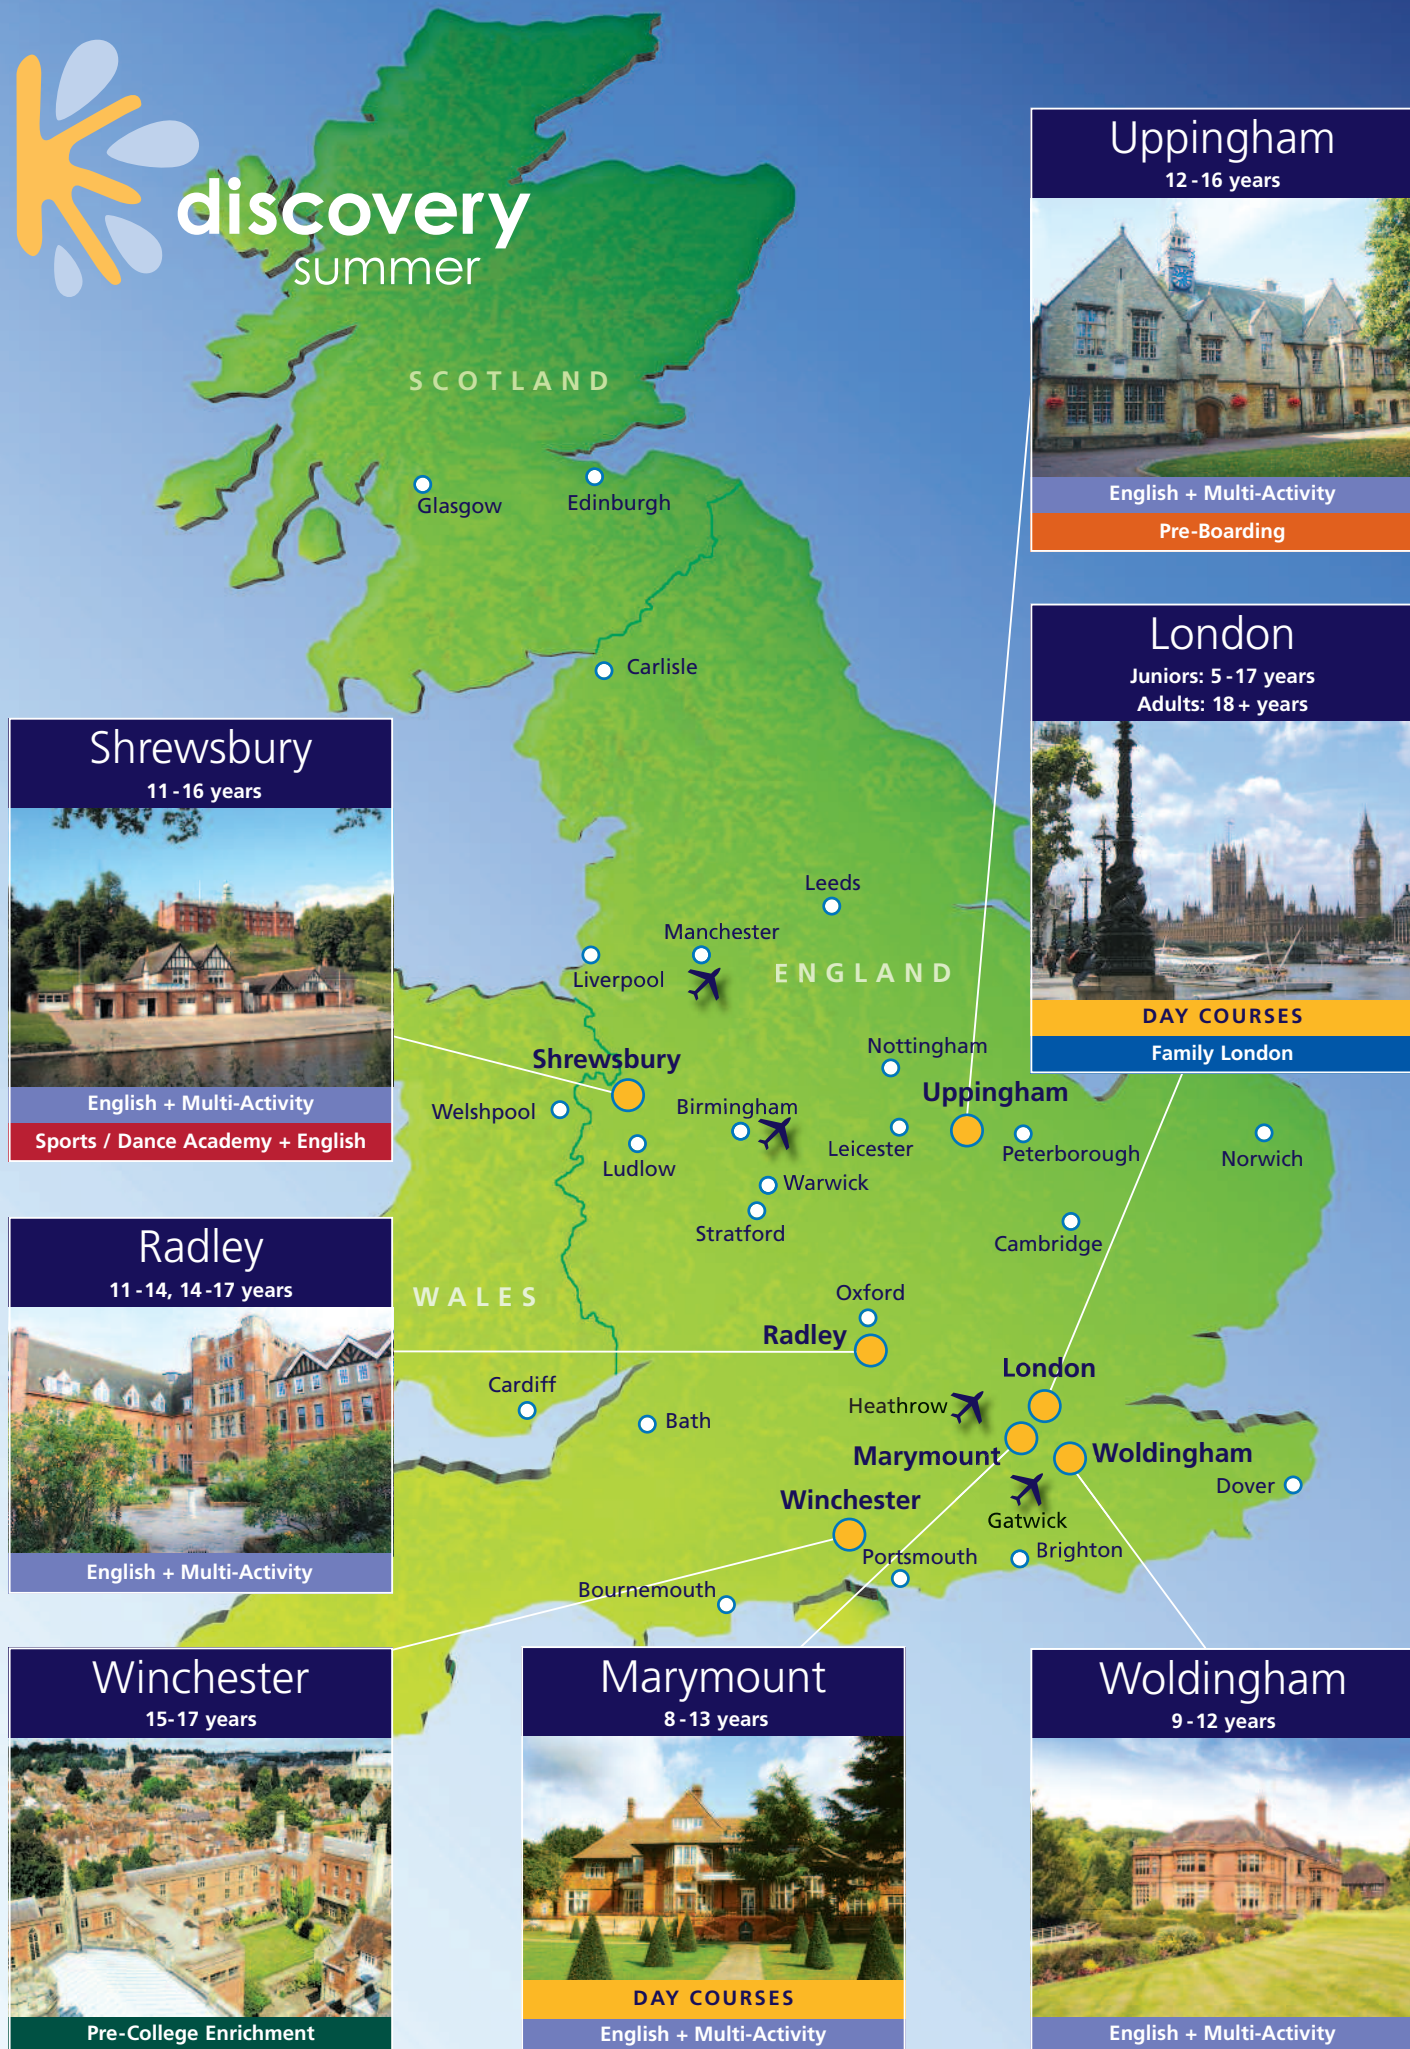 discovery
summer
Uppingham
12 - 16 years
English + Multi-Activity
Pre-Boarding
SCOTLAND
Glasgow
Edinburgh
Carlisle
London
Juniors: 5 - 17 years
Adults: 18 + years
DAY COURSES
Family London
Shrewsbury
11 - 16 years
English + Multi-Activity
Sports / Dance Academy + English
Leeds
Manchester
Liverpool
ENGLAND
Nottingham
Shrewsbury
Uppingham
Welshpool
Birmingham
Ludlow
Leicester
Peterborough
Norwich
Warwick
Stratford
Cambridge
Radley
11 - 14, 14 - 17 years
English + Multi-Activity
WALES
Oxford
Radley
London
Cardiff
Bath
Heathrow
Marymount
Woldingham
Dover
Winchester
Gatwick
Portsmouth
Brighton
Bournemouth
Winchester
15- 17 years
Pre-College Enrichment
Marymount
8 - 13 years
DAY COURSES
English + Multi-Activity
Woldingham
9 - 12 years
English + Multi-Activity